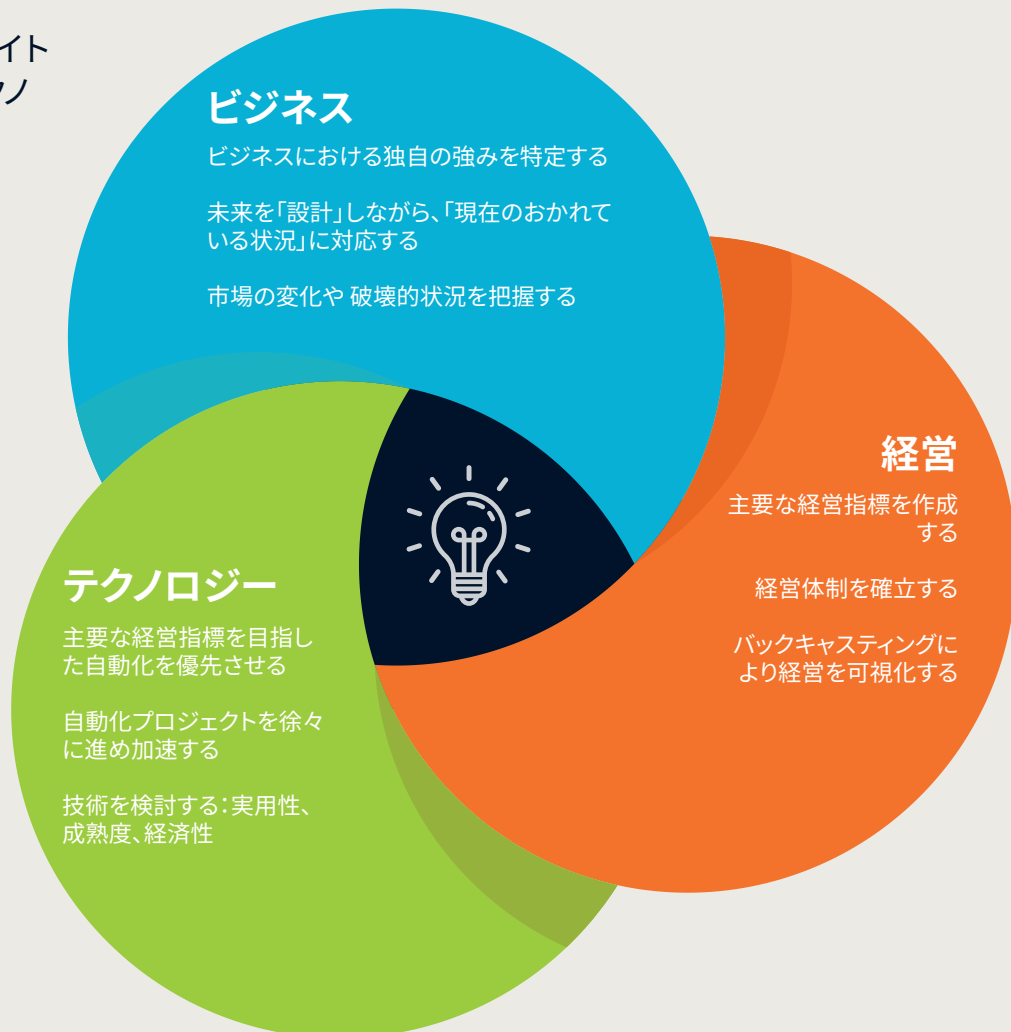 イト
ノ
ビジネス
ビジネスにおける独自の強みを特定する
未来を「設計」しながら、「現在のおかれて
いる状況」に対応する
市場の変化や 破壊的状況を把握する
経営
主要な経営指標を作成
する
経営体制を確立する
バックキャスティングに
より経営を可視化する
テクノロジー
主要な経営指標を目指し
た自動化を優先させる
自動化プロジェクトを徐々
に進め加速する
技術を検討する：実用性、
成熟度、経済性